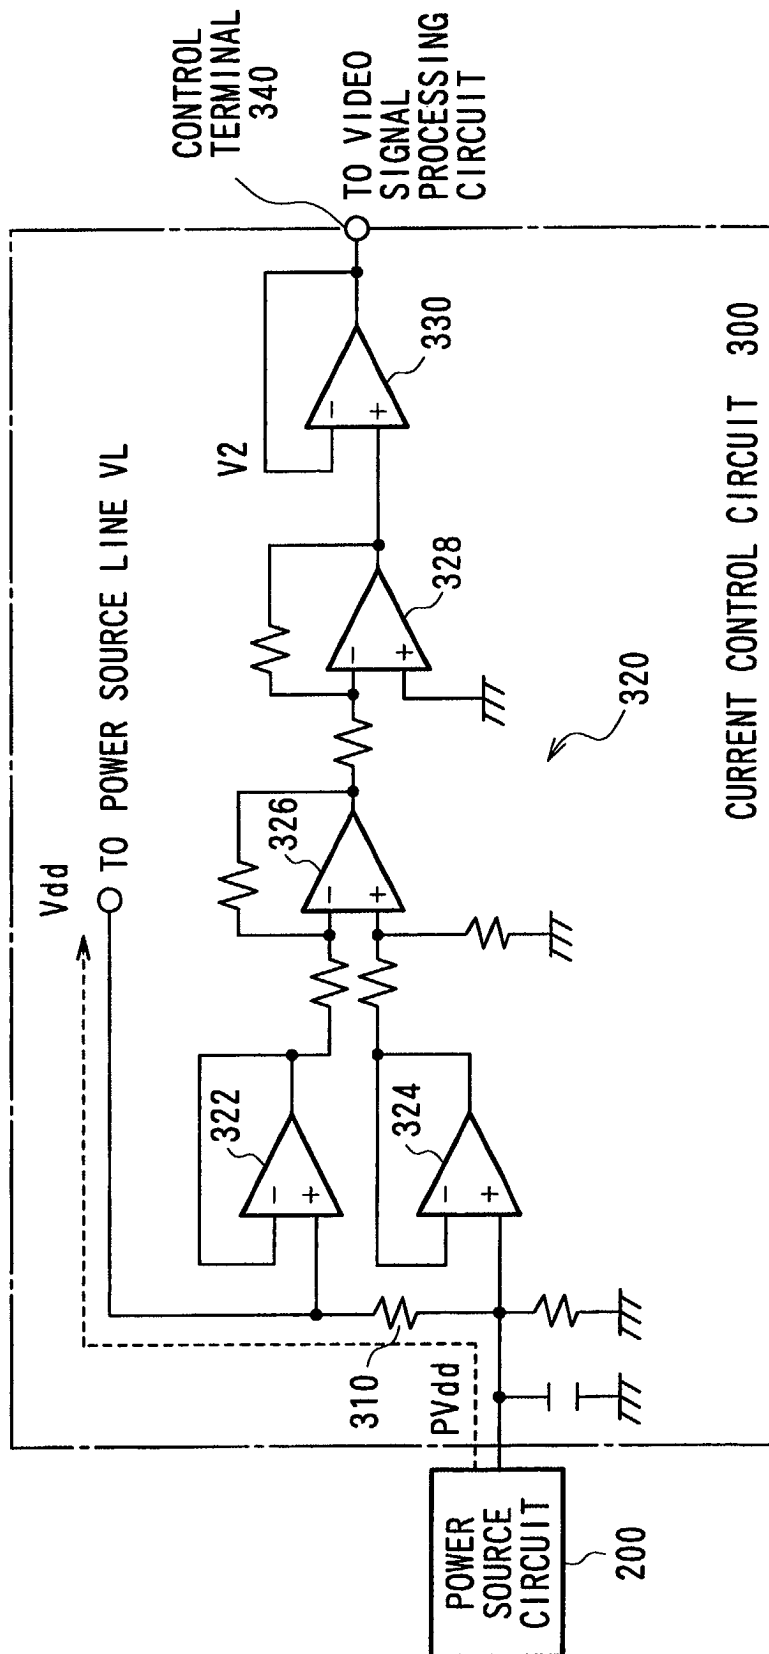 CONTROL
TERMINAL
340
TO VIDEO
SIGNAL
PROCESSING
CIRCUIT
Vdd
TO POWER SOURCE LINE VL
V2
-
+
330
-
+
328
-
+
326
-
+
322
-
+
324
310
PVdd
320
POWER
SOURCE
CIRCUIT
200
CURRENT CONTROL CIRCUIT 300